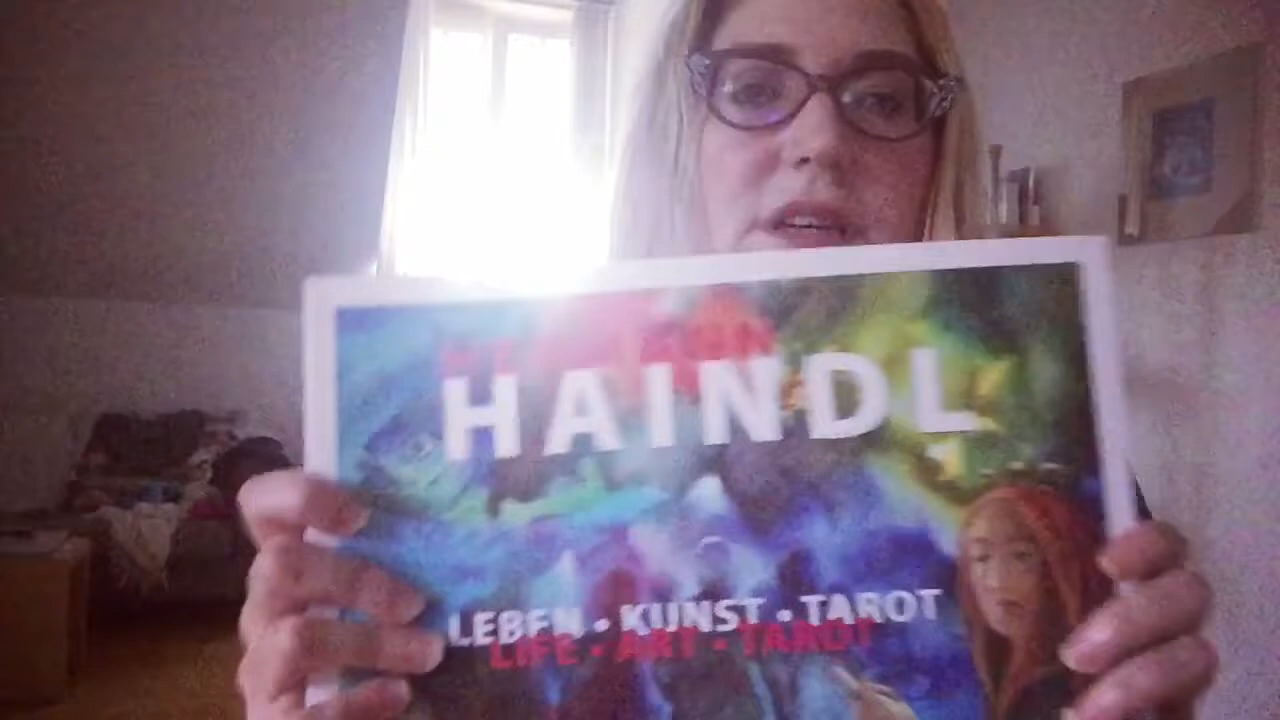 HAINDL
LEBEN • KUNST • TAROT
LIFE • ART • TAROT